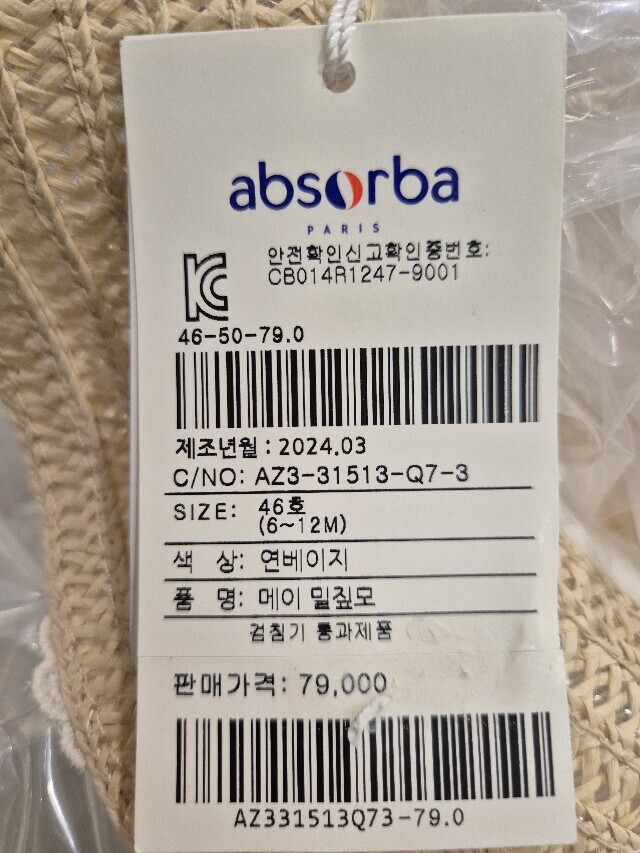 absorba
PARIS
안전확인신고확인증번호:
CB014R1247-9001
46-50-79.0
제조년월 : 2024.03
C/NO: AZ3-31513-Q7-3
SIZE: 46호
(6~12M)
색 상: 연베이지
품 명: 메이 밀짚모
검침기 통과제품
판매가격: 79,000
AZ331513Q73-79.0